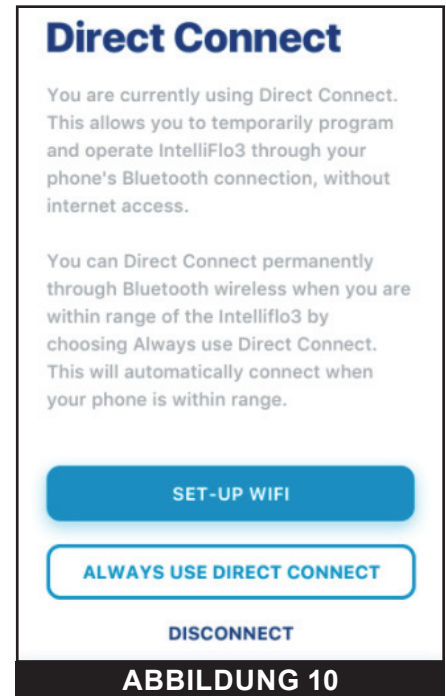 Direct Connect
You are currently using Direct Connect.
This allows you to temporarily program
and operate IntelliFlo3 through your
phone's Bluetooth connection, without
internet access.
You can Direct Connect permanently
through Bluetooth wireless when you are
within range of the Intelliflo3 by
choosing Always use Direct Connect.
This will automatically connect when
your phone is within range.
SET-UP WIFI
ALWAYS USE DIRECT CONNECT
DISCONNECT
ABBILDUNG 10